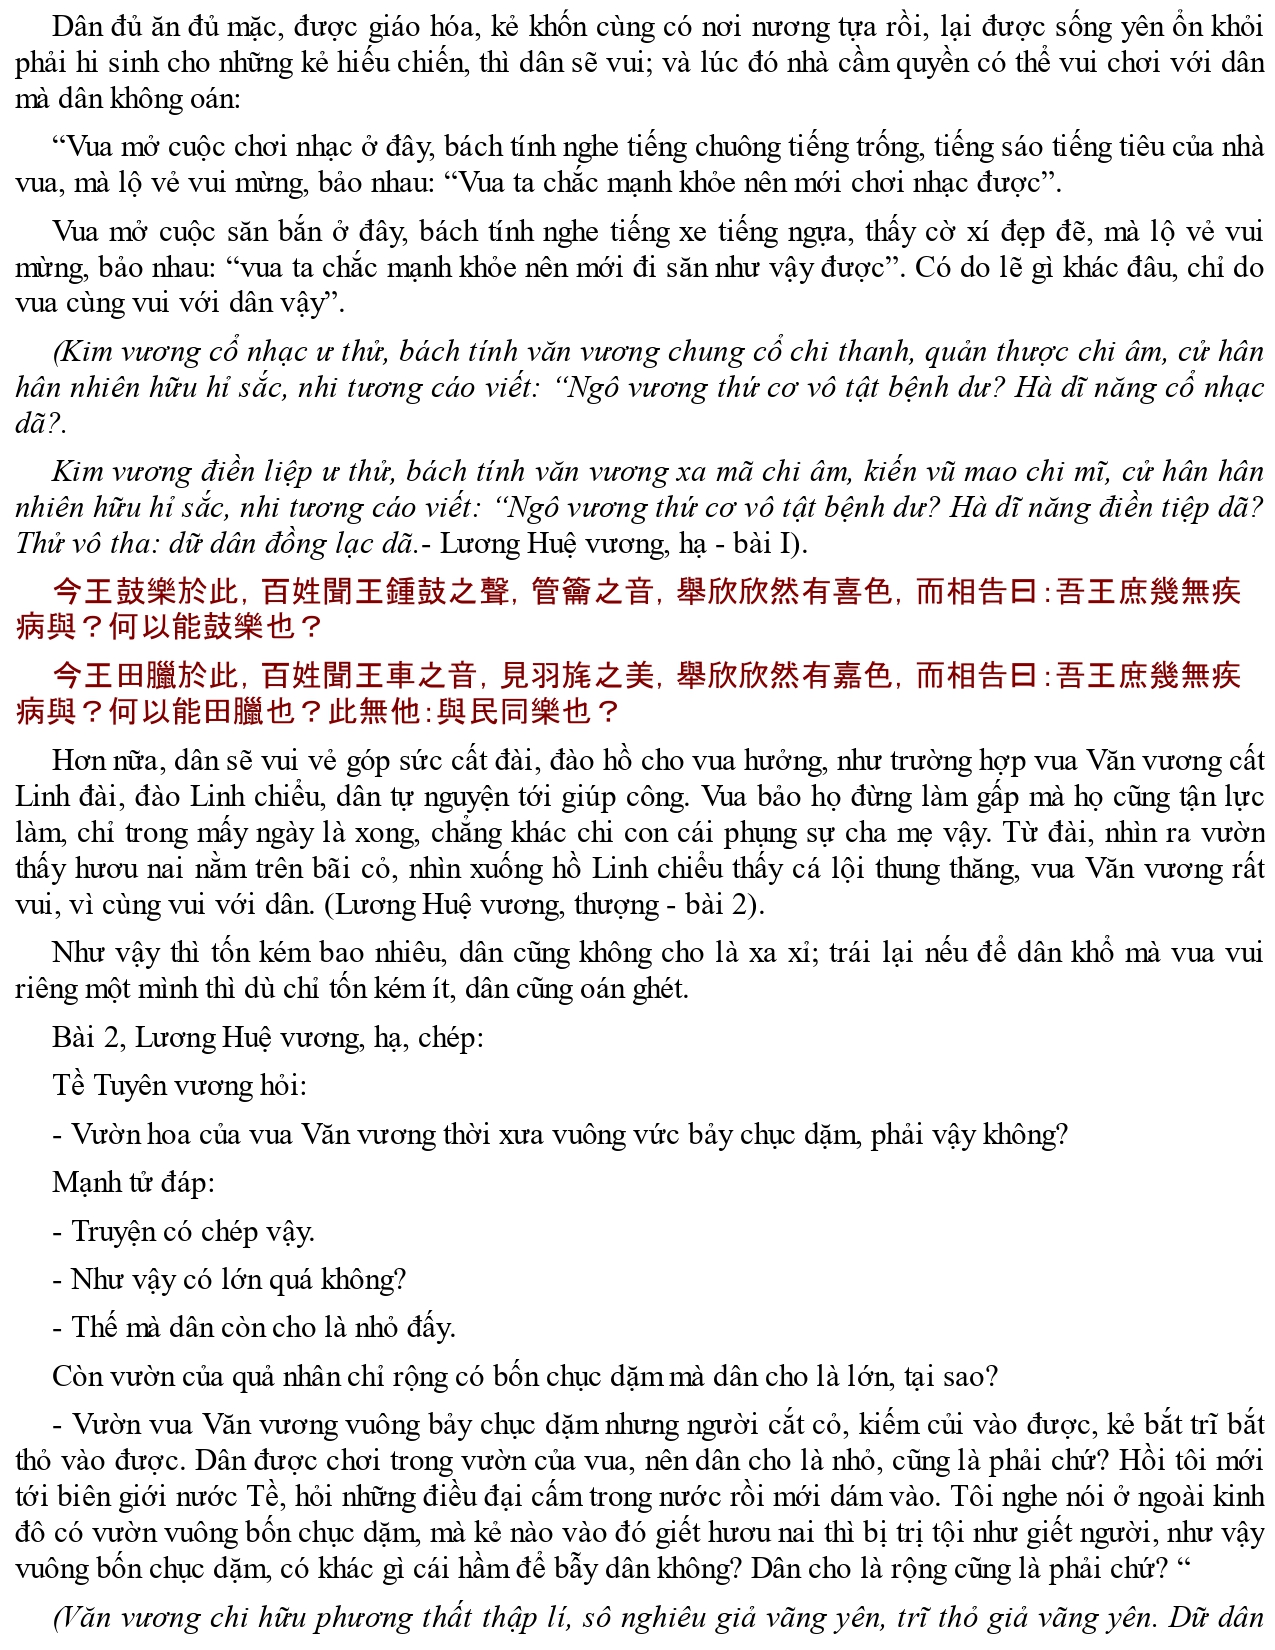 Dân đủ ăn đủ mặc, được giáo hóa, kẻ khốn cùng có nơi nương tựa rồi, lại được sống yên ổn khỏi
phải hi sinh cho những kẻ hiếu chiến, thì dân sẽ vui; và lúc đó nhà cầm quyền có thể vui chơi với dân
mà dân không oán:
“Vua mở cuộc chơi nhạc ở đây, bách tính nghe tiếng chuông tiếng trống, tiếng sáo tiếng tiêu của nhà
vua, mà lộ vẻ vui mừng, bảo nhau: “Vua ta chắc mạnh khỏe nên mới chơi nhạc được”.
Vua mở cuộc săn bắn ở đây, bách tính nghe tiếng xe tiếng ngựa, thấy cờ xí đẹp đẽ, mà lộ vẻ vui
mừng, bảo nhau: “vua ta chắc mạnh khỏe nên mới đi săn như vậy được”. Có do lẽ gì khác đâu, chỉ do
vua cùng vui với dân vậy”.
(Kim vương cổ nhạc ư thử, bách tính văn vương chung cổ chi thanh, quản thược chi âm, cử hân
hân nhiên hữu hỉ sắc, nhi tương cáo viết: “Ngô vương thứ cơ vô tật bệnh dư? Hà dĩ năng cổ nhạc
dã?.
Kim vương điền liệp ư thử, bách tính văn vương xa mã chi âm, kiến vũ mao chi mĩ, cử hân hân
nhiên hữu hỉ sắc, nhi tương cáo viết: “Ngô vương thứ cơ vô tật bệnh dư? Hà dĩ năng điền tiệp dã?
Thử vô tha: dữ dân đồng lạc dã.- Lương Huệ vương, hạ - bài I).
今王鼓樂於此, 百姓聞王鍾鼓之聲, 管籥之音, 舉欣欣然有喜色, 而相告曰:吾王庶幾無疾
病與？何以能鼓樂也？
今王田臘於此, 百姓聞王車之音, 見羽旄之美, 舉欣欣然有嘉色, 而相告曰:吾王庶幾無疾
病與？何以能田臘也？此無他:與民同樂也？
Hơn nữa, dân sẽ vui vẻ góp sức cất đài, đào hồ cho vua hưởng, như trường hợp vua Văn vương cất
Linh đài, đào Linh chiểu, dân tự nguyện tới giúp công. Vua bảo họ đừng làm gấp mà họ cũng tận lực
làm, chỉ trong mấy ngày là xong, chẳng khác chi con cái phụng sự cha mẹ vậy. Từ đài, nhìn ra vườn
thấy hươu nai nằm trên bãi cỏ, nhìn xuống hồ Linh chiểu thấy cá lội thung thăng, vua Văn vương rất
vui, vì cùng vui với dân. (Lương Huệ vương, thượng - bài 2).
Như vậy thì tốn kém bao nhiêu, dân cũng không cho là xa xỉ; trái lại nếu để dân khổ mà vua vui
riêng một mình thì dù chỉ tốn kém ít, dân cũng oán ghét.
Bài 2, Lương Huệ vương, hạ, chép:
Tề Tuyên vương hỏi:
- Vườn hoa của vua Văn vương thời xưa vuông vức bảy chục dặm, phải vậy không?
Mạnh tử đáp:
- Truyện có chép vậy.
- Như vậy có lớn quá không?
- Thế mà dân còn cho là nhỏ đấy.
Còn vườn của quả nhân chỉ rộng có bốn chục dặm mà dân cho là lớn, tại sao?
- Vườn vua Văn vương vuông bảy chục dặm nhưng người cắt cỏ, kiếm củi vào được, kẻ bắt trĩ bắt
thỏ vào được. Dân được chơi trong vườn của vua, nên dân cho là nhỏ, cũng là phải chứ? Hồi tôi mới
tới biên giới nước Tề, hỏi những điều đại cấm trong nước rồi mới dám vào. Tôi nghe nói ở ngoài kinh
đô có vườn vuông bốn chục dặm, mà kẻ nào vào đó giết hươu nai thì bị trị tội như giết người, như vậy
vuông bốn chục dặm, có khác gì cái hầm để bẫy dân không? Dân cho là rộng cũng là phải chứ? “
(Văn vương chi hữu phương thất thập lí, sô nghiêu giả vãng yên, trĩ thỏ giả vãng yên. Dữ dân